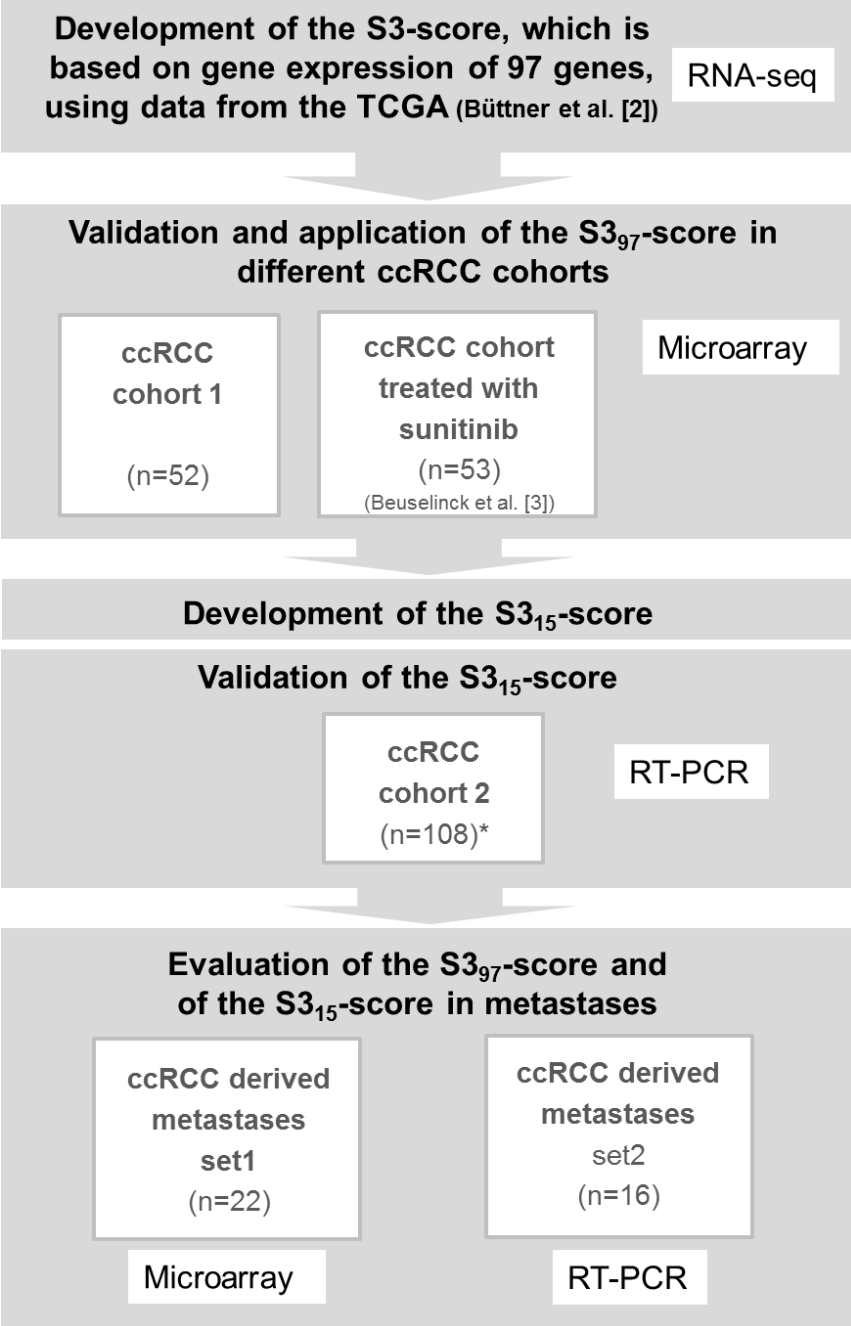 Development of the S3-score, which is
based on gene expression of 97 genes,
using data from the TCGA (Büttner et al. [2])
RNA-seq
Validation and application of the S3₉₇-score in
different ccRCC cohorts
ccRCC
cohort 1
(n=52)
ccRCC cohort
treated with
sunitinib
(n=53)
(Beuselinck et al. [3])
Microarray
Development of the S3₁₅-score
Validation of the S3₁₅-score
ccRCC
cohort 2
(n=108)*
RT-PCR
Evaluation of the S3₉₇-score and
of the S3₁₅-score in metastases
ccRCC derived
metastases
set1
(n=22)
Microarray
ccRCC derived
metastases
set2
(n=16)
RT-PCR